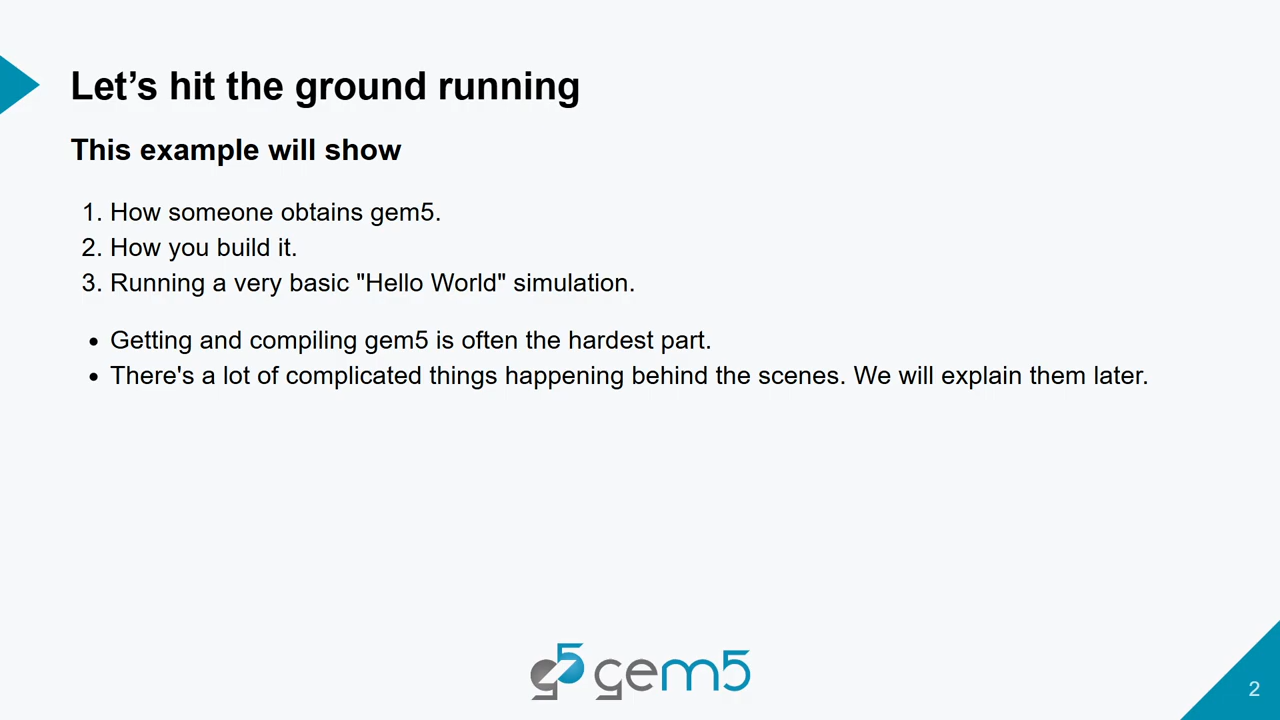 Let’s hit the ground running
This example will show
1. How someone obtains gem5.
2. How you build it.
3. Running a very basic "Hello World" simulation.
• Getting and compiling gem5 is often the hardest part.
• There's a lot of complicated things happening behind the scenes. We will explain them later.
g5 gem5
2